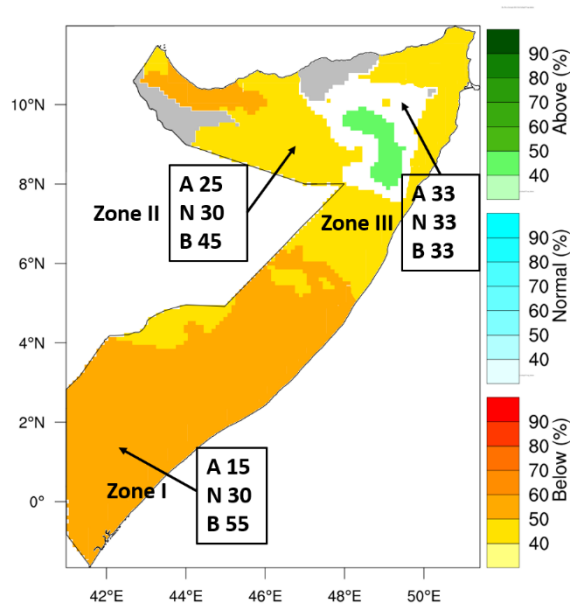 10°N
8°N
6°N
4°N
2°N
0°
42°E
44°E
46°E
48°E
50°E
Zone II
A 25
N 30
B 45
Zone III
A 33
N 33
B 33
Zone I
A 15
N 30
B 55
90
80
70
60
50
40
Above (%)
90
80
70
60
50
40
Normal (%)
90
80
70
60
50
40
Below (%)